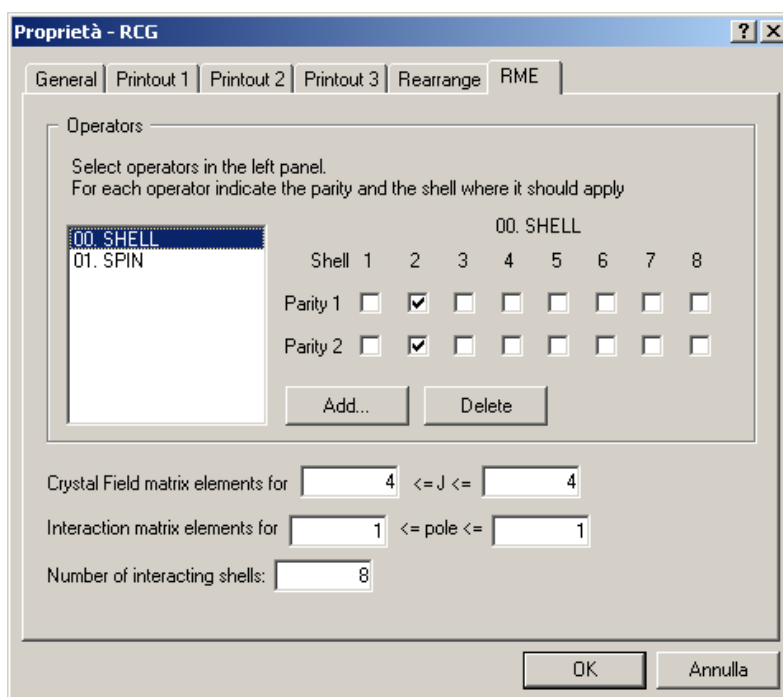 Proprietà - RCG
General Printout 1 Printout 2 Printout 3 Rearrange RME
Operators
Select operators in the left panel.
For each operator indicate the parity and the shell where it should apply
00. SHELL
01. SPIN
00. SHELL
Shell 1 2 3 4 5 6 7 8
Parity 1
Parity 2
Add... Delete
Crystal Field matrix elements for 4 <= J <= 4
Interaction matrix elements for 1 <= pole <= 1
Number of interacting shells: 8
OK Annulla